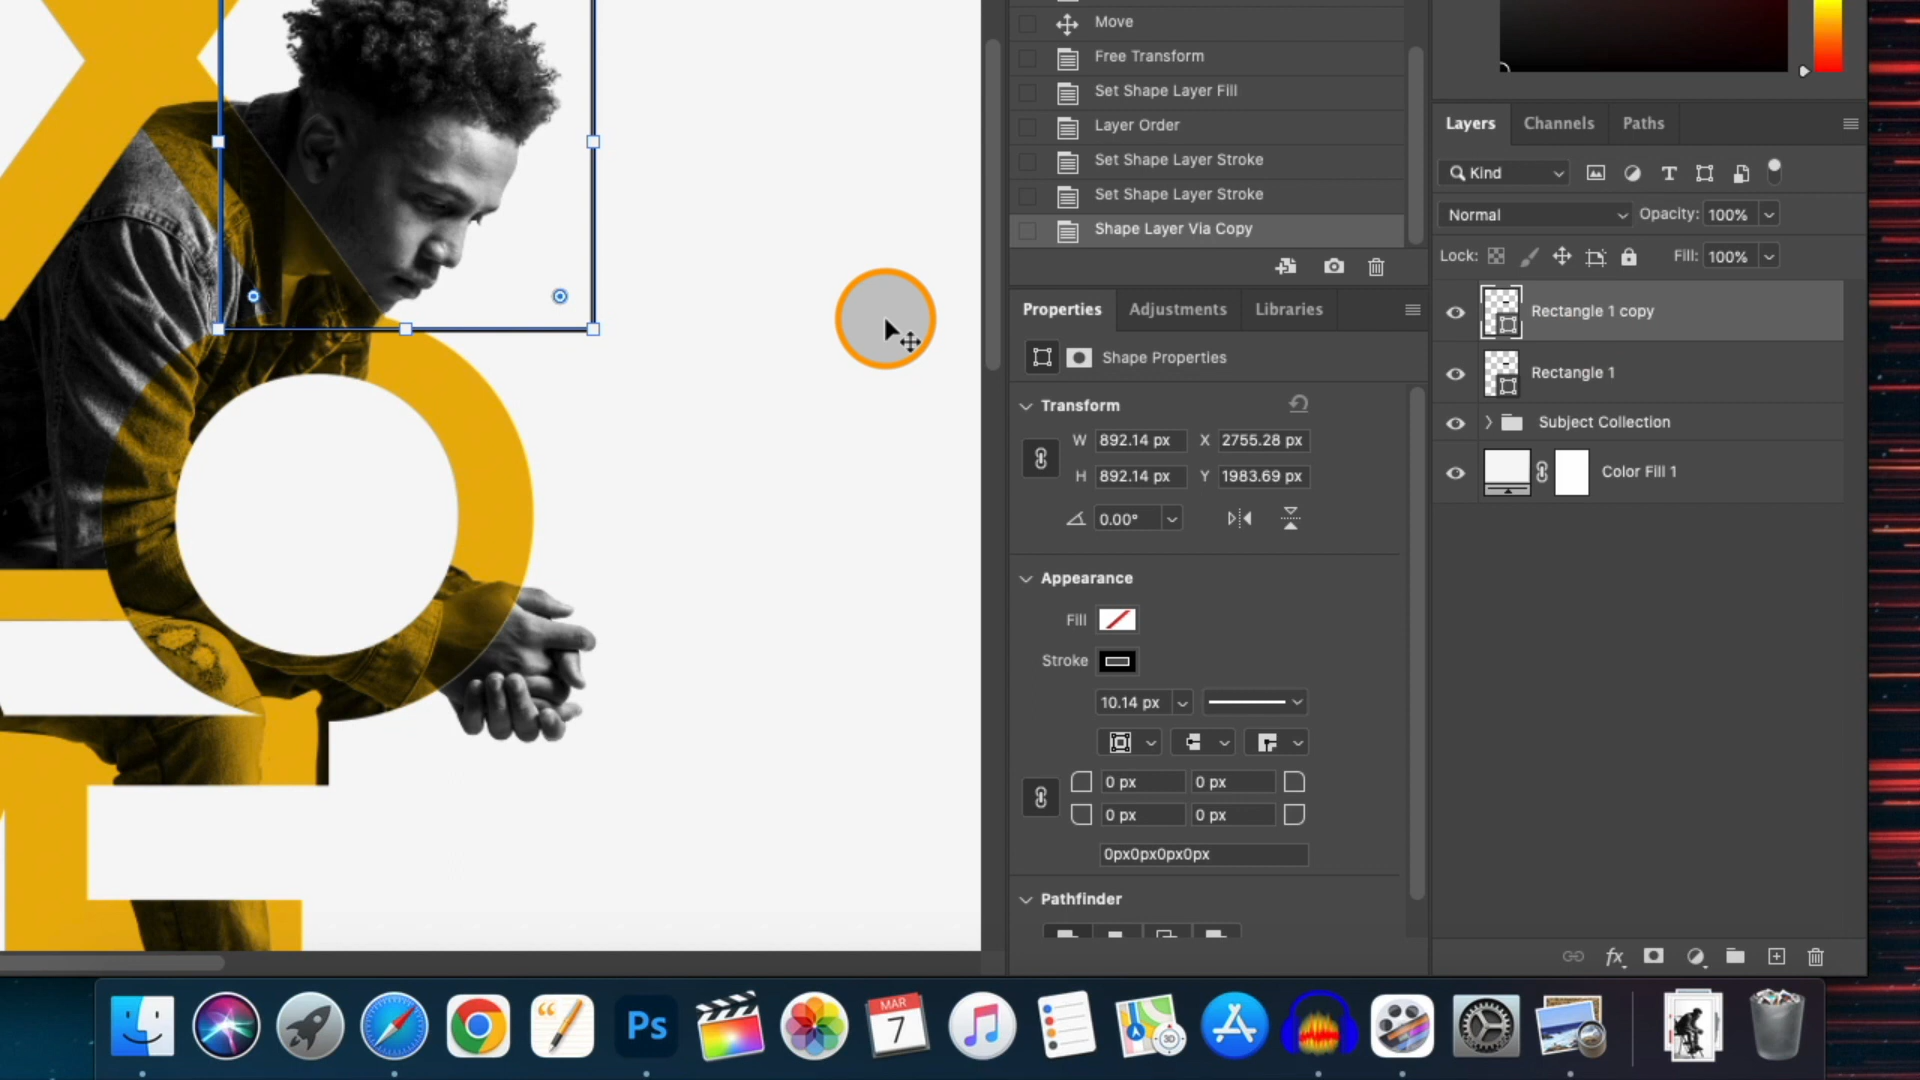 Move
Free Transform
Set Shape Layer Fill
Layer Order
Set Shape Layer Stroke
Set Shape Layer Stroke
Shape Layer Via Copy
Properties
Adjustments
Libraries
Shape Properties
Transform
W 892.14 px X 2755.28 px
H 892.14 px Y 1983.69 px
0.00°
Appearance
Fill
Stroke
10.14 px
0 px 0 px
0 px 0 px
0px0px0px0px
Pathfinder
Layers
Channels
Paths
Kind
Normal Opacity: 100%
Lock: Fill: 100%
Rectangle 1 copy
Rectangle 1
Subject Collection
Color Fill 1
fx
Ps
MAR
7
3D